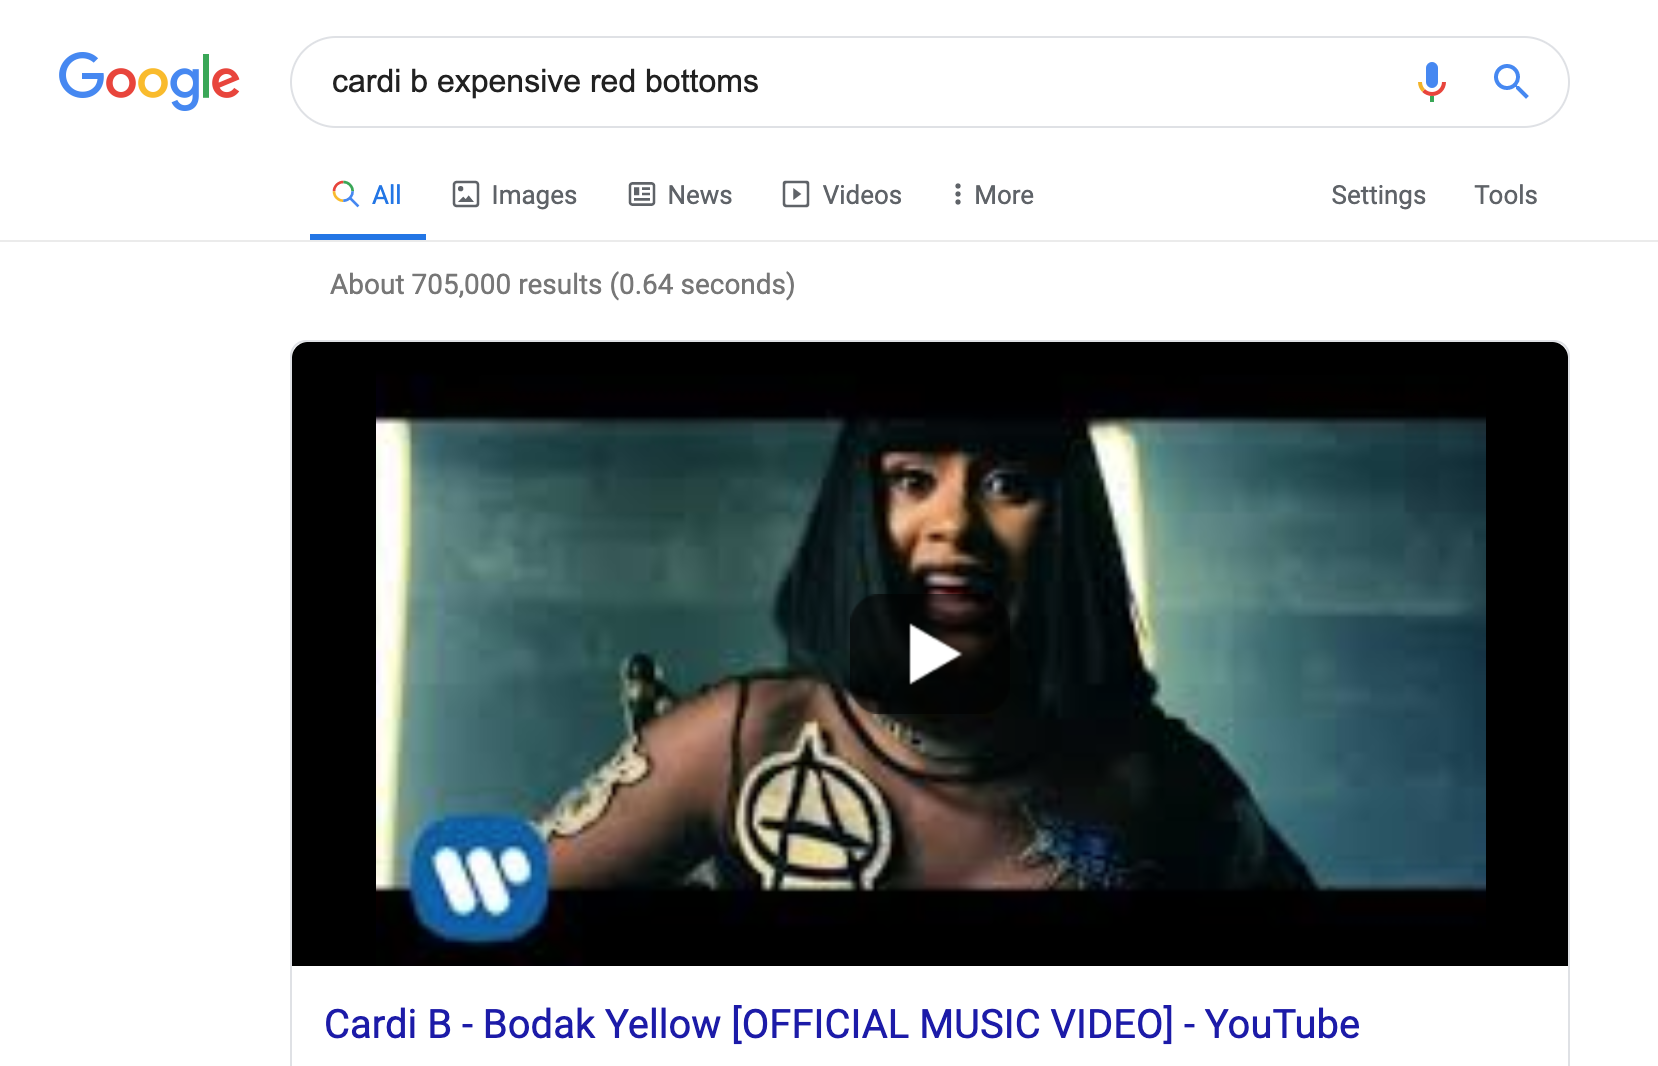 Google
cardi b expensive red bottoms
All Images News Videos More Settings Tools
About 705,000 results (0.64 seconds)
A
W
Cardi B - Bodak Yellow [OFFICIAL MUSIC VIDEO] - YouTube